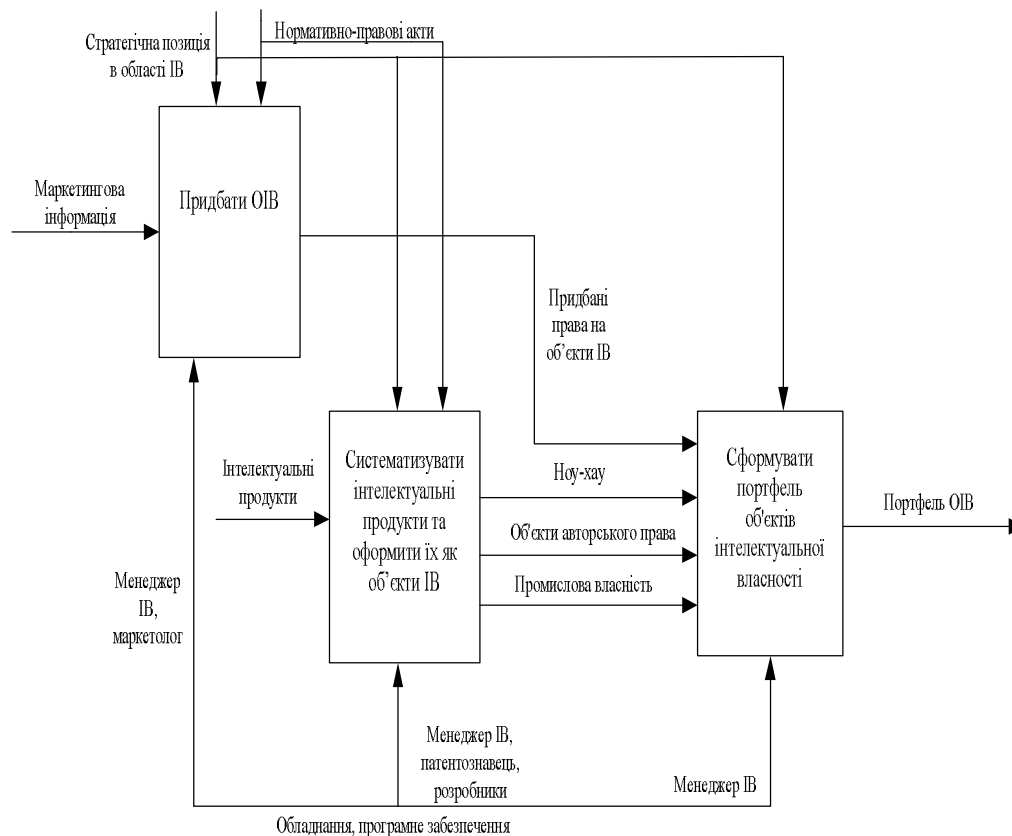 Стратегічна позиція
в області ІВ
Нормативно-правові акти
Маркетингова
інформація
Придбати ОІВ
Придбані
права на
об’єкти ІВ
Інтелектуальні
продукти
Систематизувати
інтелектуальні
продукти та
оформити їх як
об’єкти ІВ
Ноу-хау
Об'єкти авторського права
Промислова власність
Сформувати
портфель
об'єктів
інтелектуальної
власності
Портфель ОІВ
Менеджер
ІВ,
маркетолог
Менеджер ІВ,
патентознавець,
розробники
Менеджер ІВ
Обладнання, програмне забезпечення